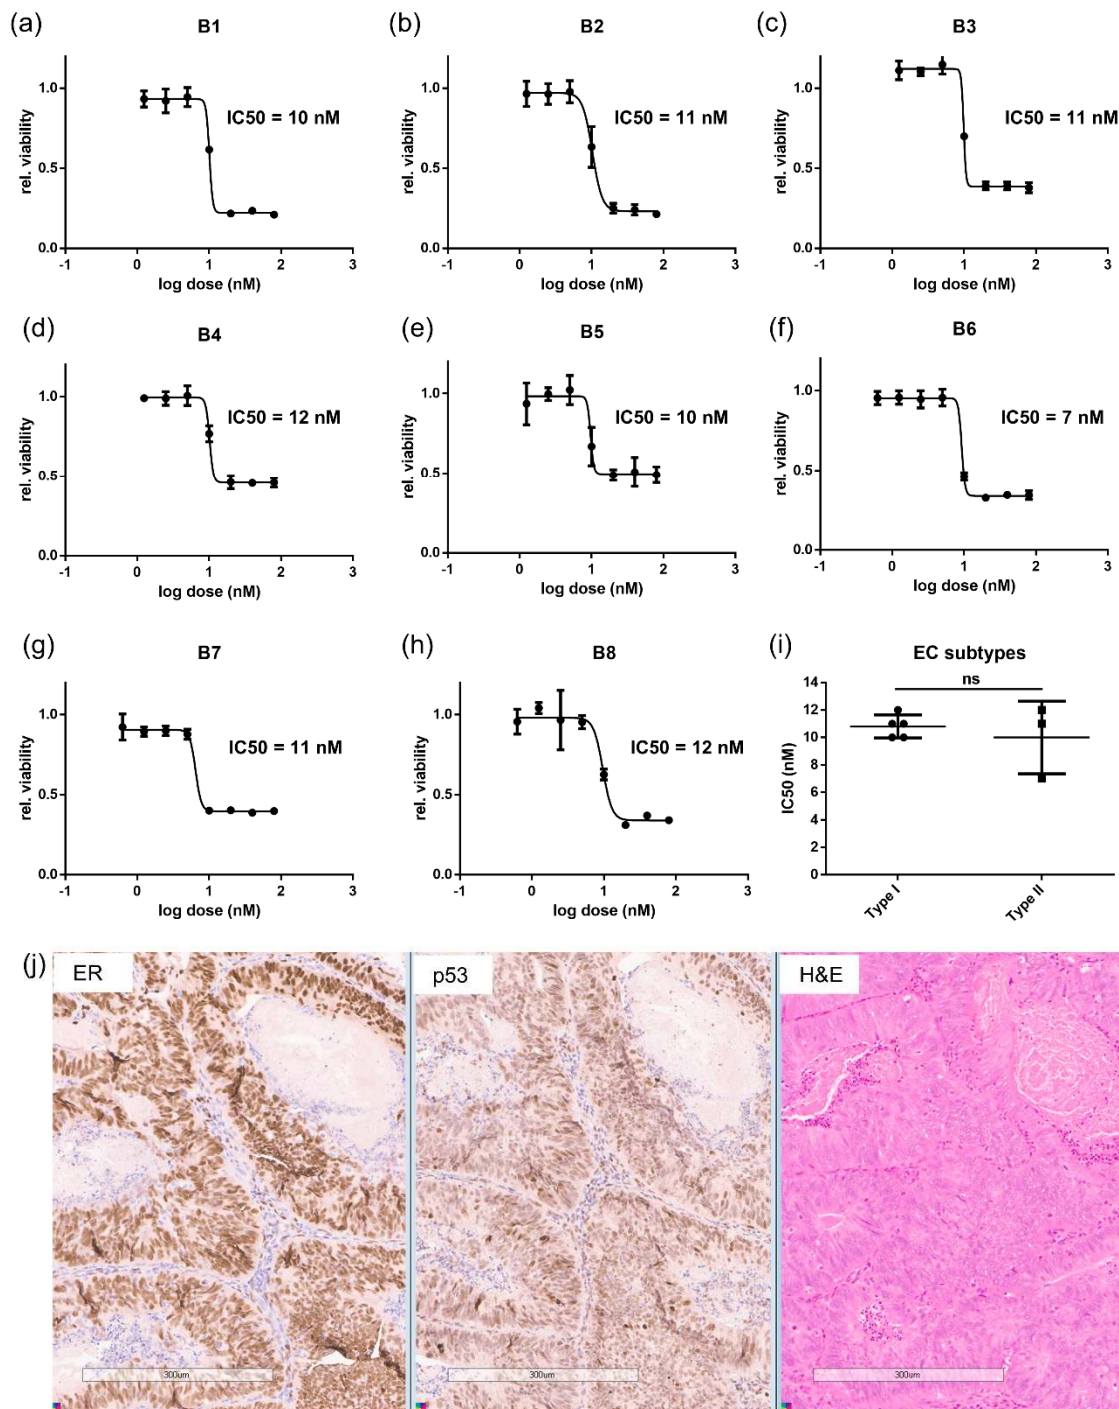 (a)
B1
1.0
0.5
0.0
-1 0 1 2 3
rel. viability
log dose (nM)
IC50 = 10 nM
(b)
B2
1.0
0.5
0.0
-1 0 1 2 3
rel. viability
log dose (nM)
IC50 = 11 nM
(c)
B3
1.0
0.5
0.0
-1 0 1 2 3
rel. viability
log dose (nM)
IC50 = 11 nM
(d)
B4
1.0
0.5
0.0
-1 0 1 2 3
rel. viability
log dose (nM)
IC50 = 12 nM
(e)
B5
1.0
0.5
0.0
-1 0 1 2 3
rel. viability
log dose (nM)
IC50 = 10 nM
(f)
B6
1.0
0.5
0.0
-1 0 1 2 3
rel. viability
log dose (nM)
IC50 = 7 nM
(g)
B7
1.0
0.5
0.0
-1 0 1 2 3
rel. viability
log dose (nM)
IC50 = 11 nM
(h)
B8
1.0
0.5
0.0
-1 0 1 2 3
rel. viability
log dose (nM)
IC50 = 12 nM
(i)
EC subtypes
ns
14
12
10
8
6
4
2
0
IC50 (nM)
Type I
Type II
(j)
ER
p53
H&E
300um
300um
300um